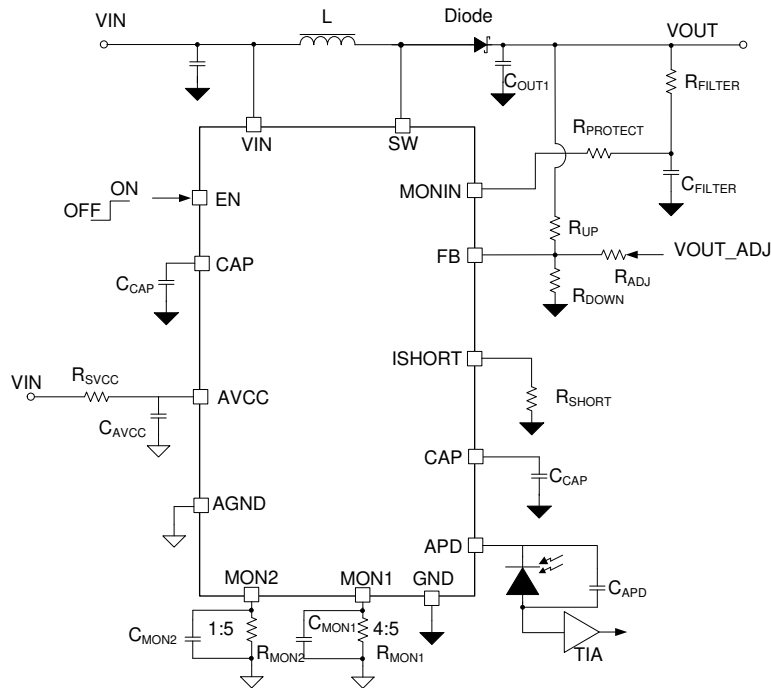 VIN
L
Diode
VOUT
COUT1
RFILTER
VIN
SW
RPROTECT
ON
OFF
EN
MONIN
CFILTER
RUP
CAP
FB
VOUT_ADJ
CCAP
RADJ
RDOWN
ISHORT
VIN
RSVCC
AVCC
RSHORT
CAVCC
CAP
CCAP
AGND
APD
MON2
MON1
GND
CAPD
CMON2
1:5
CMON1
4:5
RMON2
RMON1
TIA